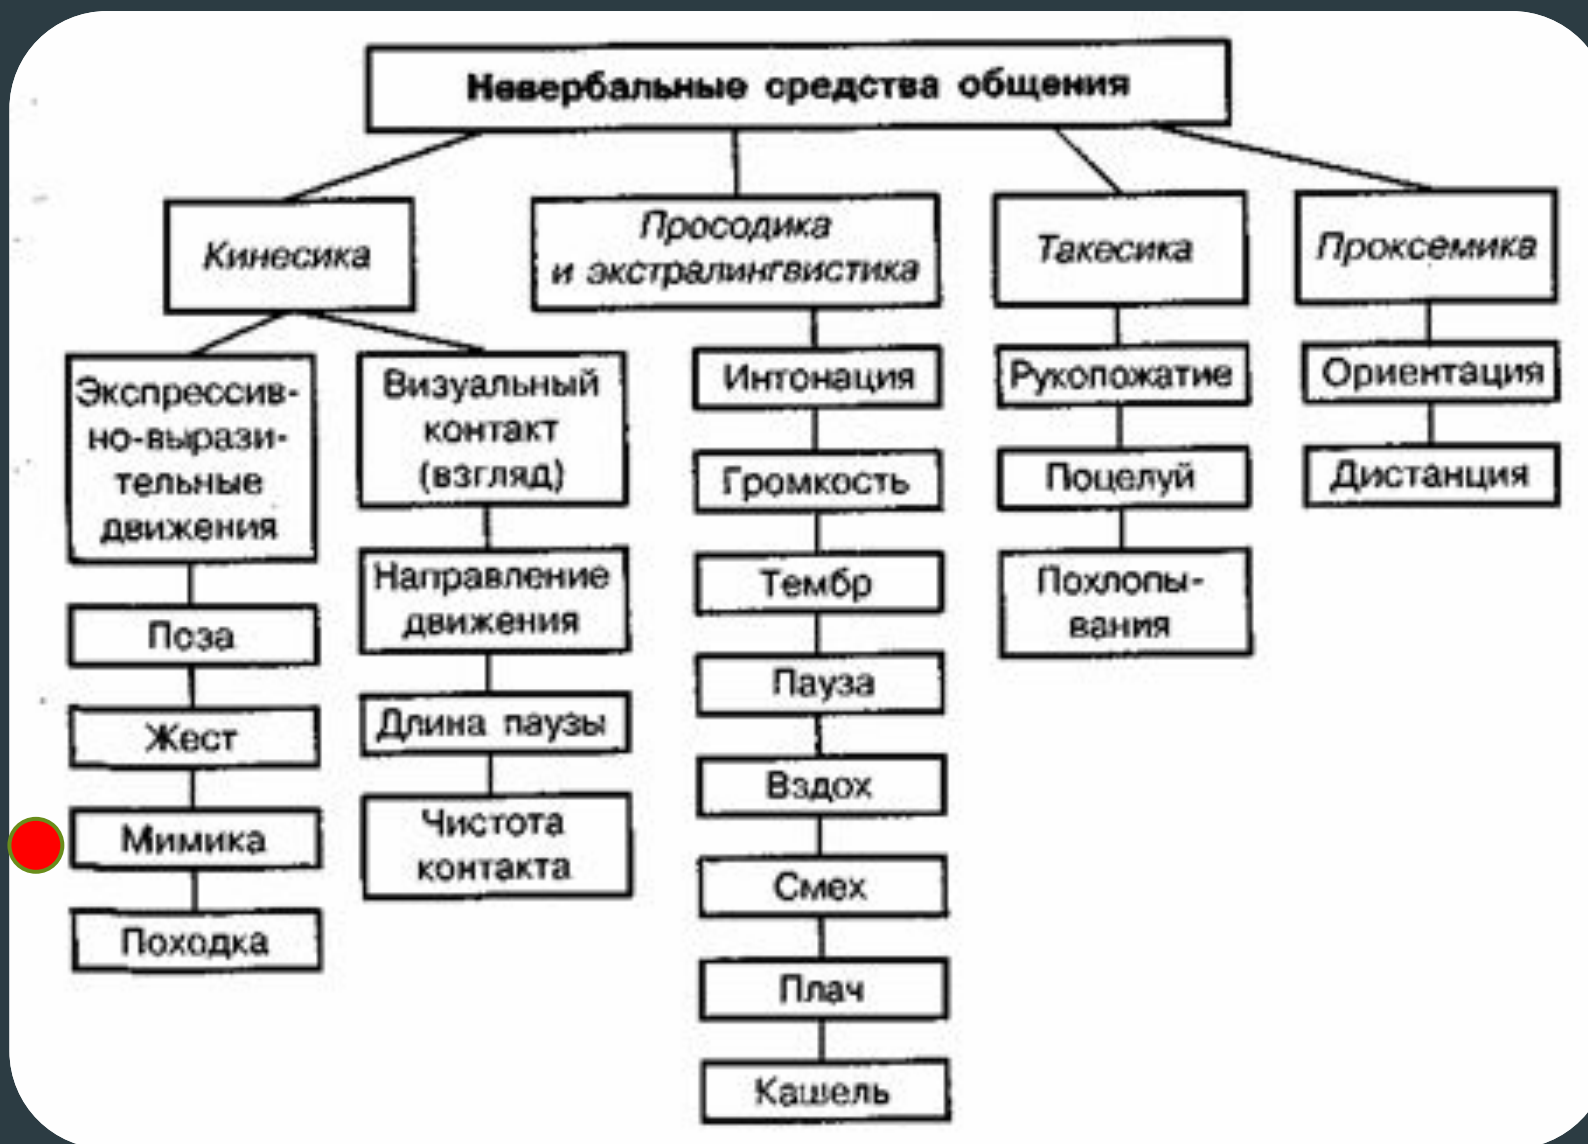 Невербальные средства общения
Кинесика
Просодика
и экстралингвистика
Такесика
Проксемика
Экспрессив-
но-вырази-
тельные
движения
Поза
Жест
Мимика
Походка
Визуальный
контакт
(взгляд)
Направление
движения
Длина паузы
Чистота
контакта
Интонация
Громкость
Тембр
Пауза
Вздох
Смех
Плач
Кашель
Рукопожатие
Поцелуй
Похлопы-
вания
Ориентация
Дистанция